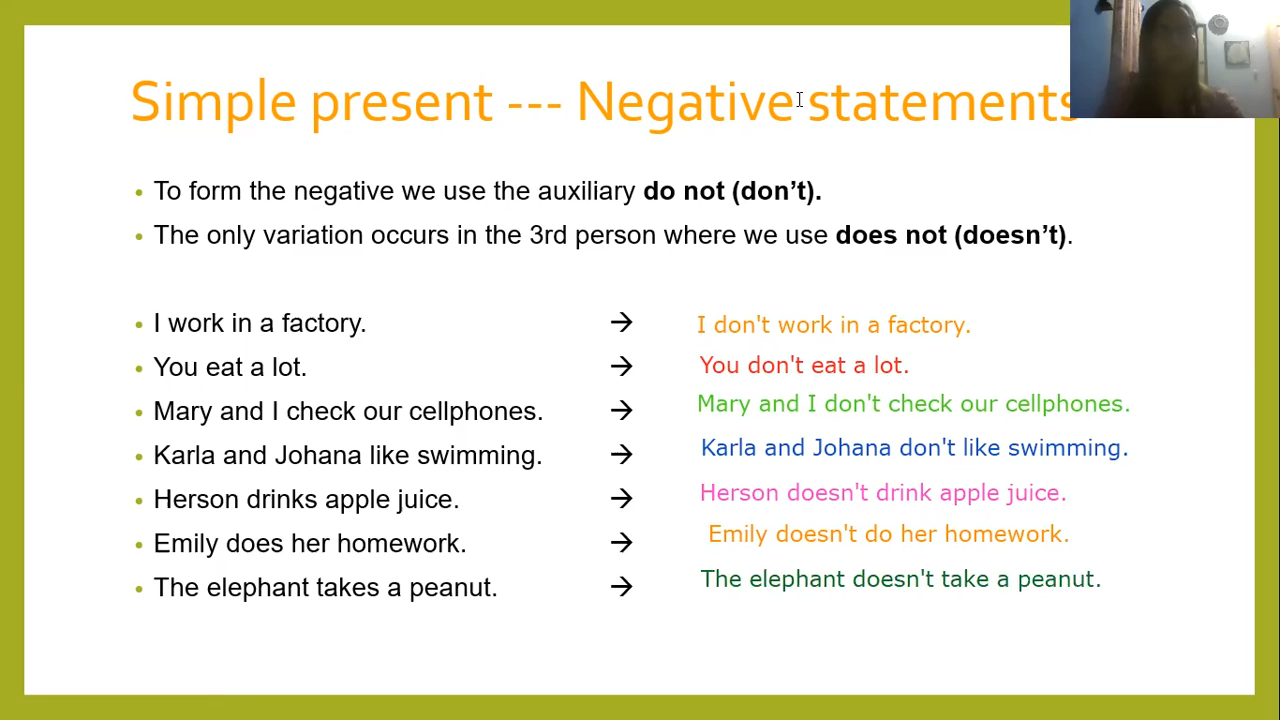 Simple present --- Negative statements
• To form the negative we use the auxiliary do not (don’t).
• The only variation occurs in the 3rd person where we use does not (doesn’t).
• I work in a factory. → I don't work in a factory.
• You eat a lot. → You don't eat a lot.
• Mary and I check our cellphones. → Mary and I don't check our cellphones.
• Karla and Johana like swimming. → Karla and Johana don't like swimming.
• Herson drinks apple juice. → Herson doesn't drink apple juice.
• Emily does her homework. → Emily doesn't do her homework.
• The elephant takes a peanut. → The elephant doesn't take a peanut.